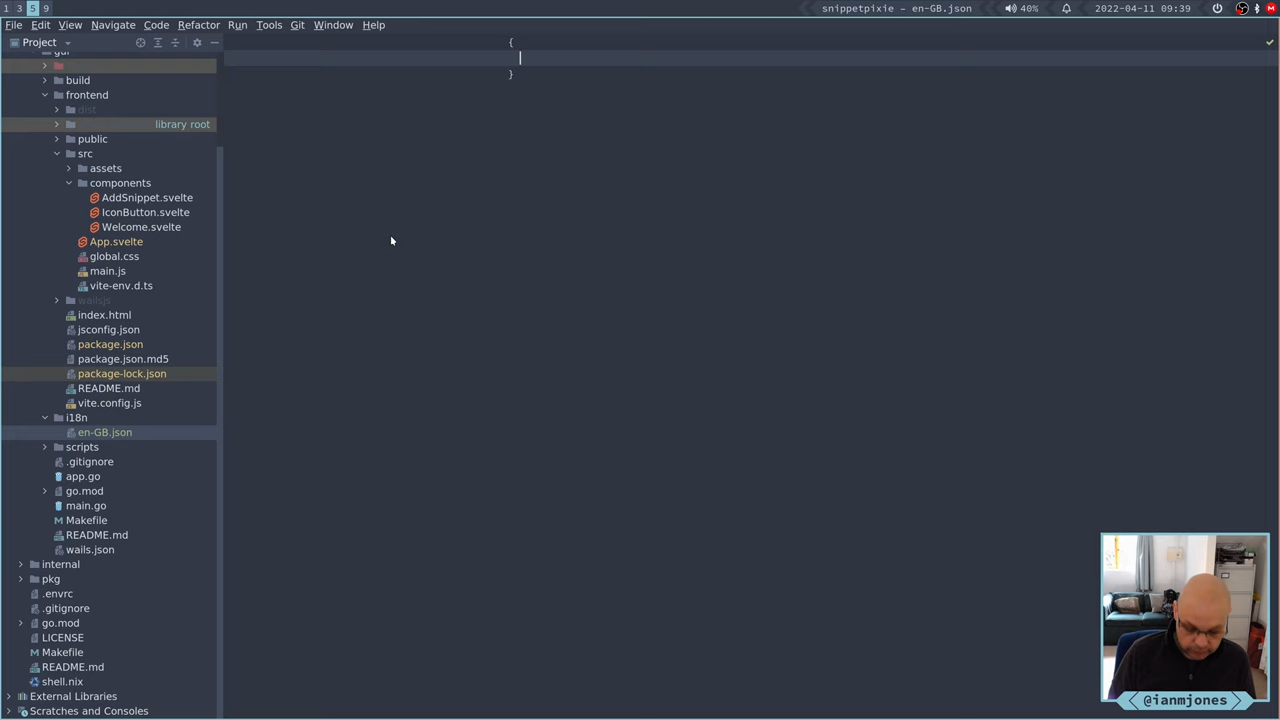 1 3 5 9
snippetpixie – en-GB.json
40%
2022-04-11 09:39
File Edit View Navigate Code Refactor Run Tools Git Window Help
Project
{
}
build
frontend
dist
library root
public
src
assets
components
AddSnippet.svelte
IconButton.svelte
Welcome.svelte
App.svelte
global.css
main.js
vite-env.d.ts
wailsjs
index.html
jsconfig.json
package.json
package.json.md5
package-lock.json
README.md
vite.config.js
i18n
en-GB.json
scripts
.gitignore
app.go
go.mod
main.go
Makefile
README.md
wails.json
internal
pkg
.envrc
.gitignore
go.mod
LICENSE
Makefile
README.md
shell.nix
External Libraries
Scratches and Consoles
@ianmjones